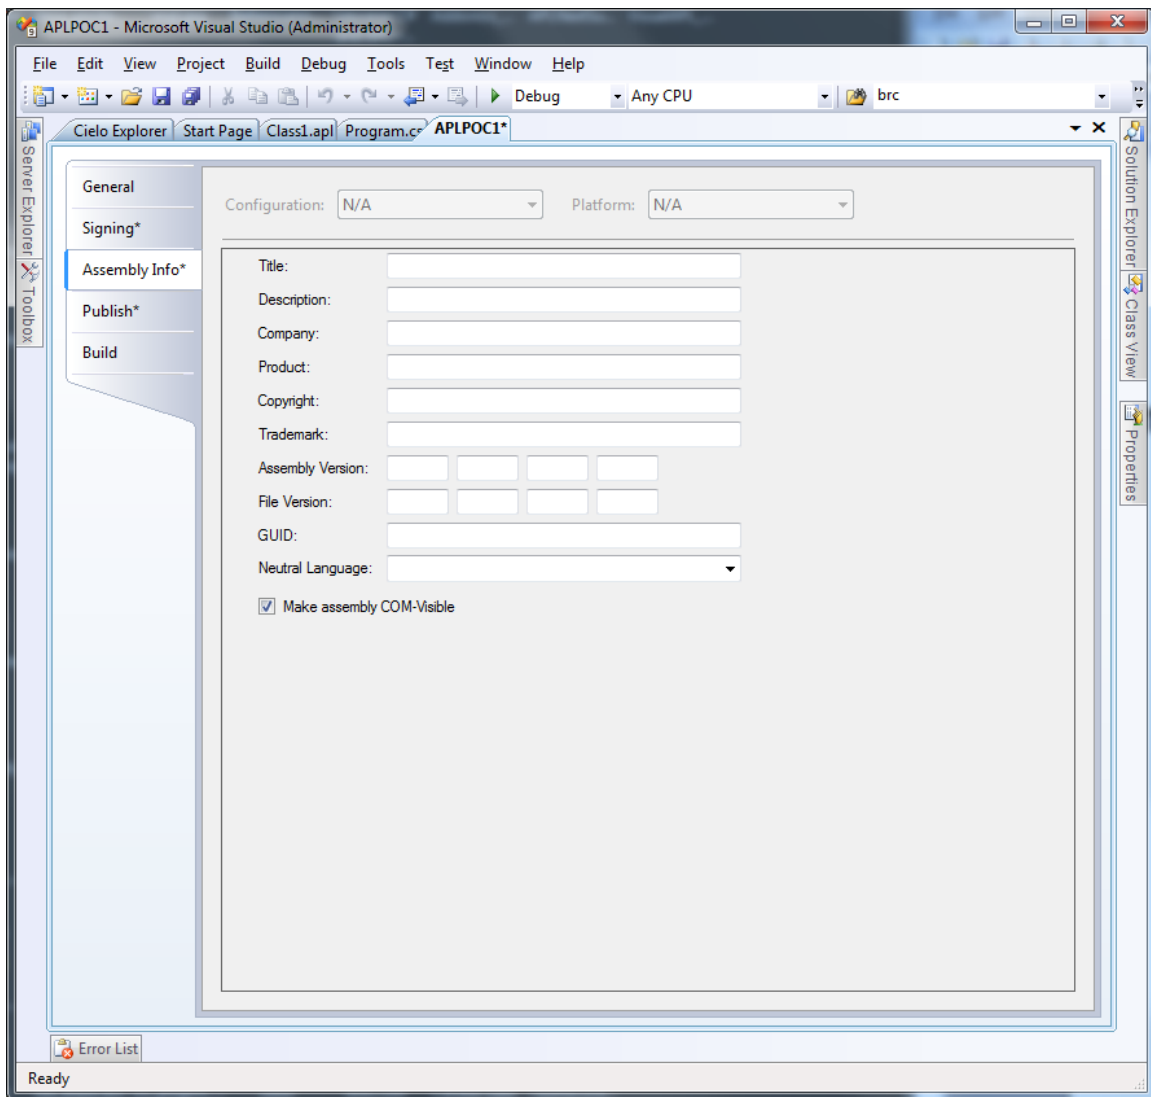 APLPOC1 - Microsoft Visual Studio (Administrator)
File Edit View Project Build Debug Tools Test Window Help
Debug Any CPU brc
Cielo Explorer Start Page Class1.apl Program.cs APLPOC1*
Server Explorer
Toolbox
General
Signing*
Assembly Info*
Publish*
Build
Configuration: N/A Platform: N/A
Title:
Description:
Company:
Product:
Copyright:
Trademark:
Assembly Version:
File Version:
GUID:
Neutral Language:
Make assembly COM-Visible
Solution Explorer
Class View
Properties
Error List
Ready